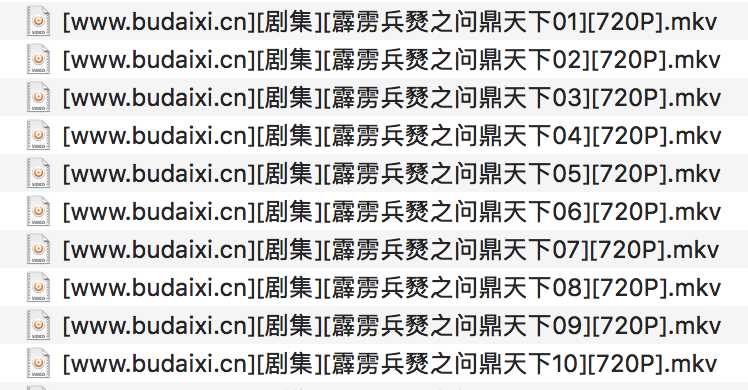 [www.budaixi.cn][剧集][霹雳兵燹之问鼎天下01][720P].mkv
[www.budaixi.cn][剧集][霹雳兵燹之问鼎天下02][720P].mkv
[www.budaixi.cn][剧集][霹雳兵燹之问鼎天下03][720P].mkv
[www.budaixi.cn][剧集][霹雳兵燹之问鼎天下04][720P].mkv
[www.budaixi.cn][剧集][霹雳兵燹之问鼎天下05][720P].mkv
[www.budaixi.cn][剧集][霹雳兵燹之问鼎天下06][720P].mkv
[www.budaixi.cn][剧集][霹雳兵燹之问鼎天下07][720P].mkv
[www.budaixi.cn][剧集][霹雳兵燹之问鼎天下08][720P].mkv
[www.budaixi.cn][剧集][霹雳兵燹之问鼎天下09][720P].mkv
[www.budaixi.cn][剧集][霹雳兵燹之问鼎天下10][720P].mkv